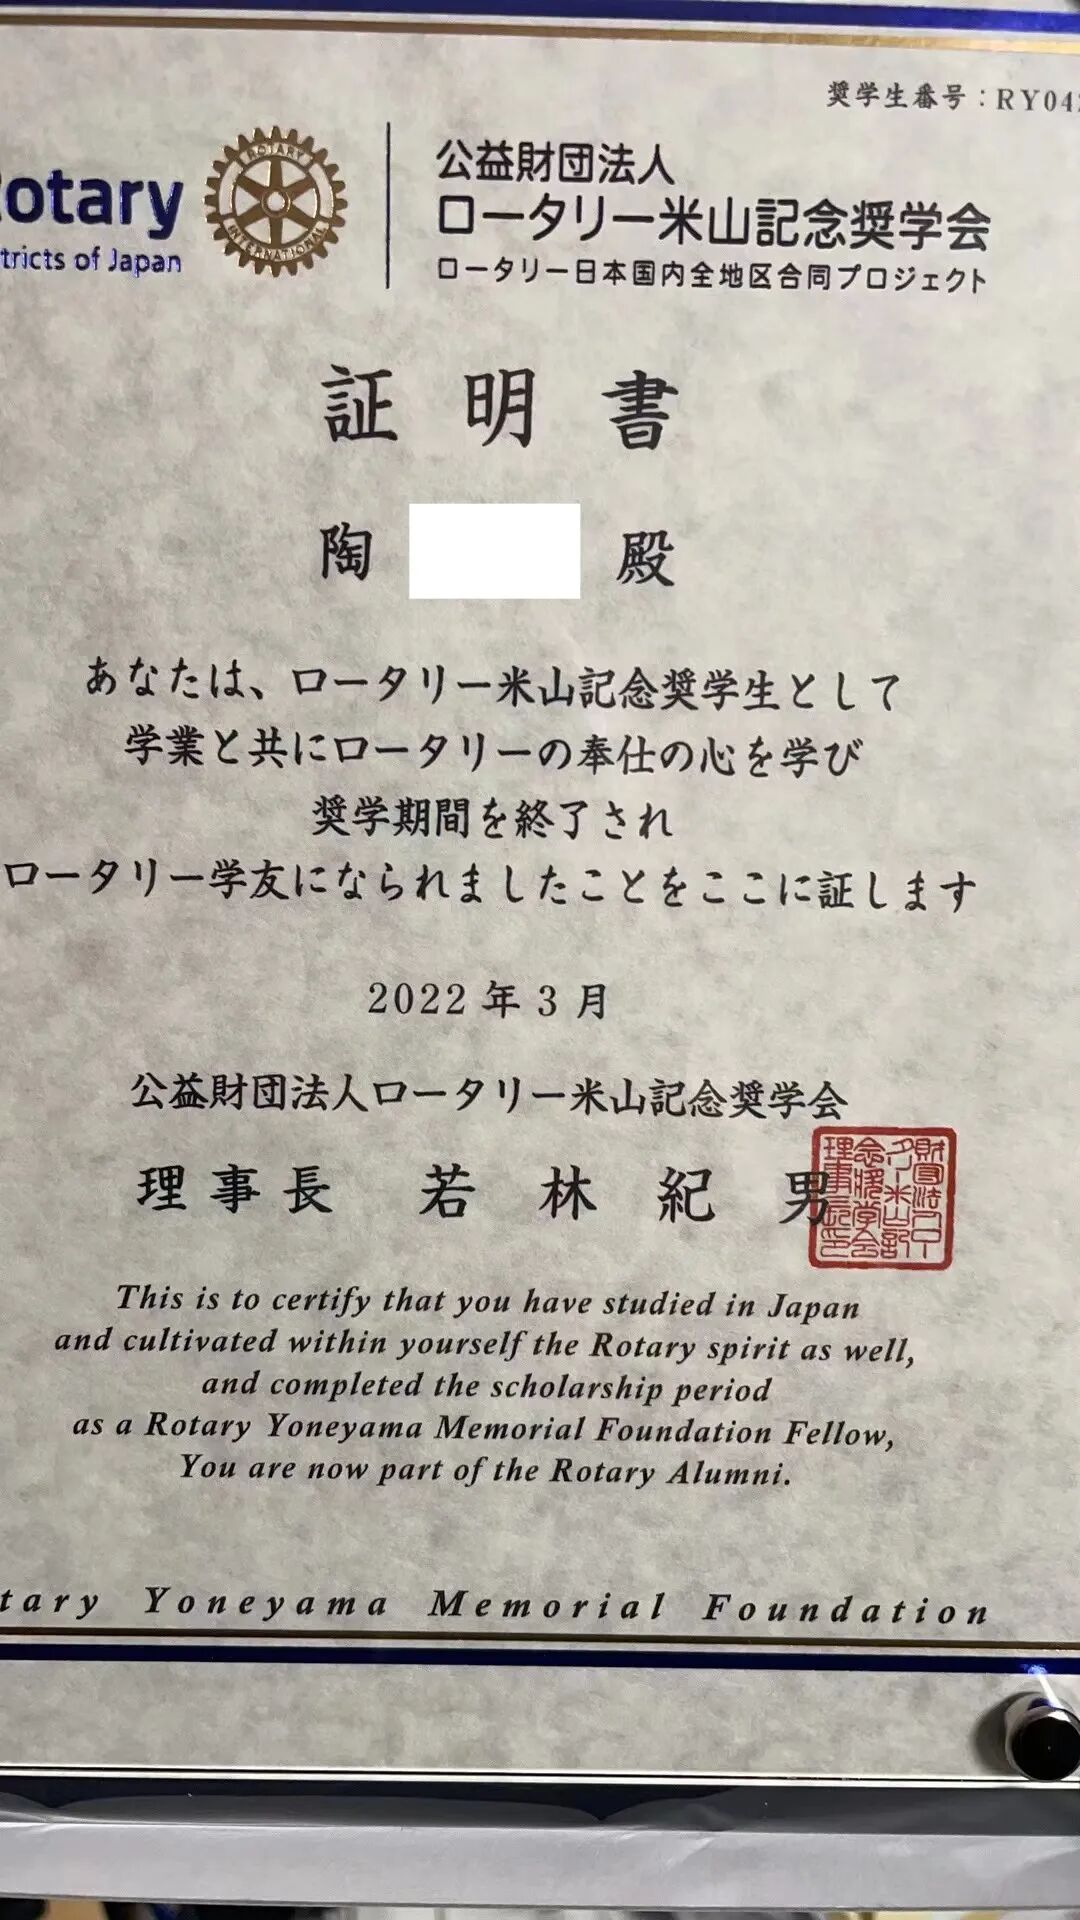 奨学生番号：RY04
otary
ROTARY
INTERNATIONAL
tricts of Japan
公益財団法人
ロータリー米山記念奨学会
ロータリー日本国内全地区合同プロジェクト
証明書
陶 殿
あなたは、ロータリー米山記念奨学生として
学業と共にロータリーの奉仕の心を学び
奨学期間を終了され
ロータリー学友になられましたことをここに証します
2022年3月
公益財団法人ロータリー米山記念奨学会
理事長 若林紀男
This is to certify that you have studied in Japan
and cultivated within yourself the Rotary spirit as well,
and completed the scholarship period
as a Rotary Yoneyama Memorial Foundation Fellow,
You are now part of the Rotary Alumni.
tary Yoneyama Memorial Foundation